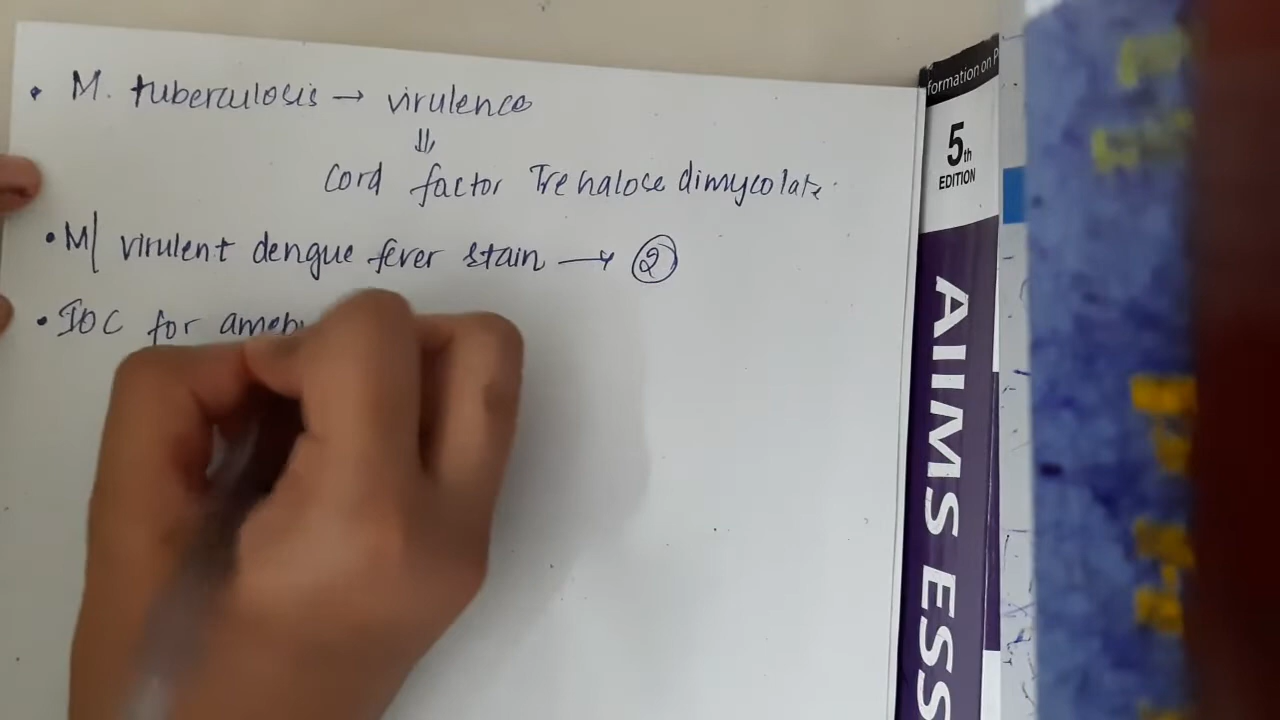 • M. tuberculosis → virulence
⇓
Cord factor Trehalose dimycolate
• M/ virulent dengue fever stain → ②
• IOC for
formation on P
5th
EDITION
AIIMS ESS